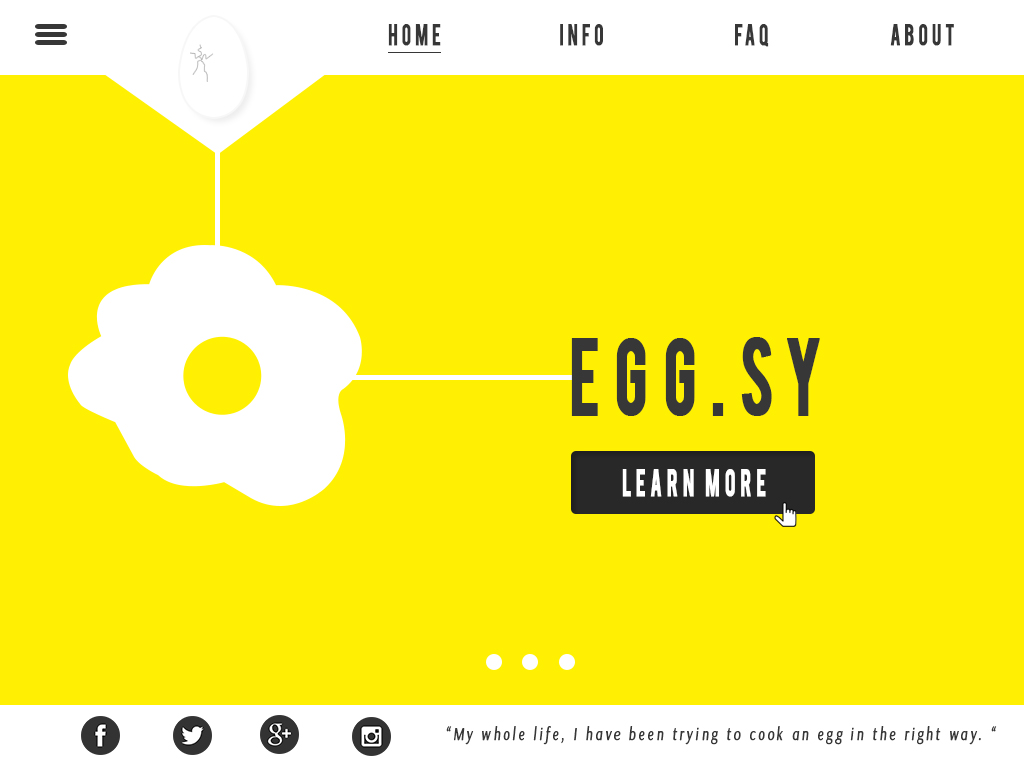 HOME INFO FAQ ABOUT
EGG.SY
LEARN MORE
f g+ “My whole life, I have been trying to cook an egg in the right way. “